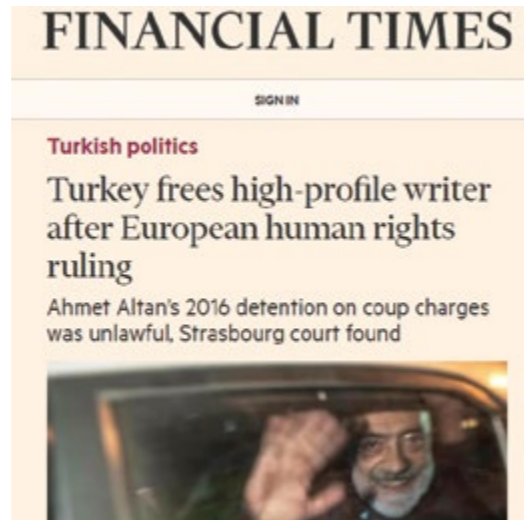 FINANCIAL TIMES
SIGN IN
Turkish politics
Turkey frees high-profile writer
after European human rights
ruling
Ahmet Altan's 2016 detention on coup charges
was unlawful, Strasbourg court found